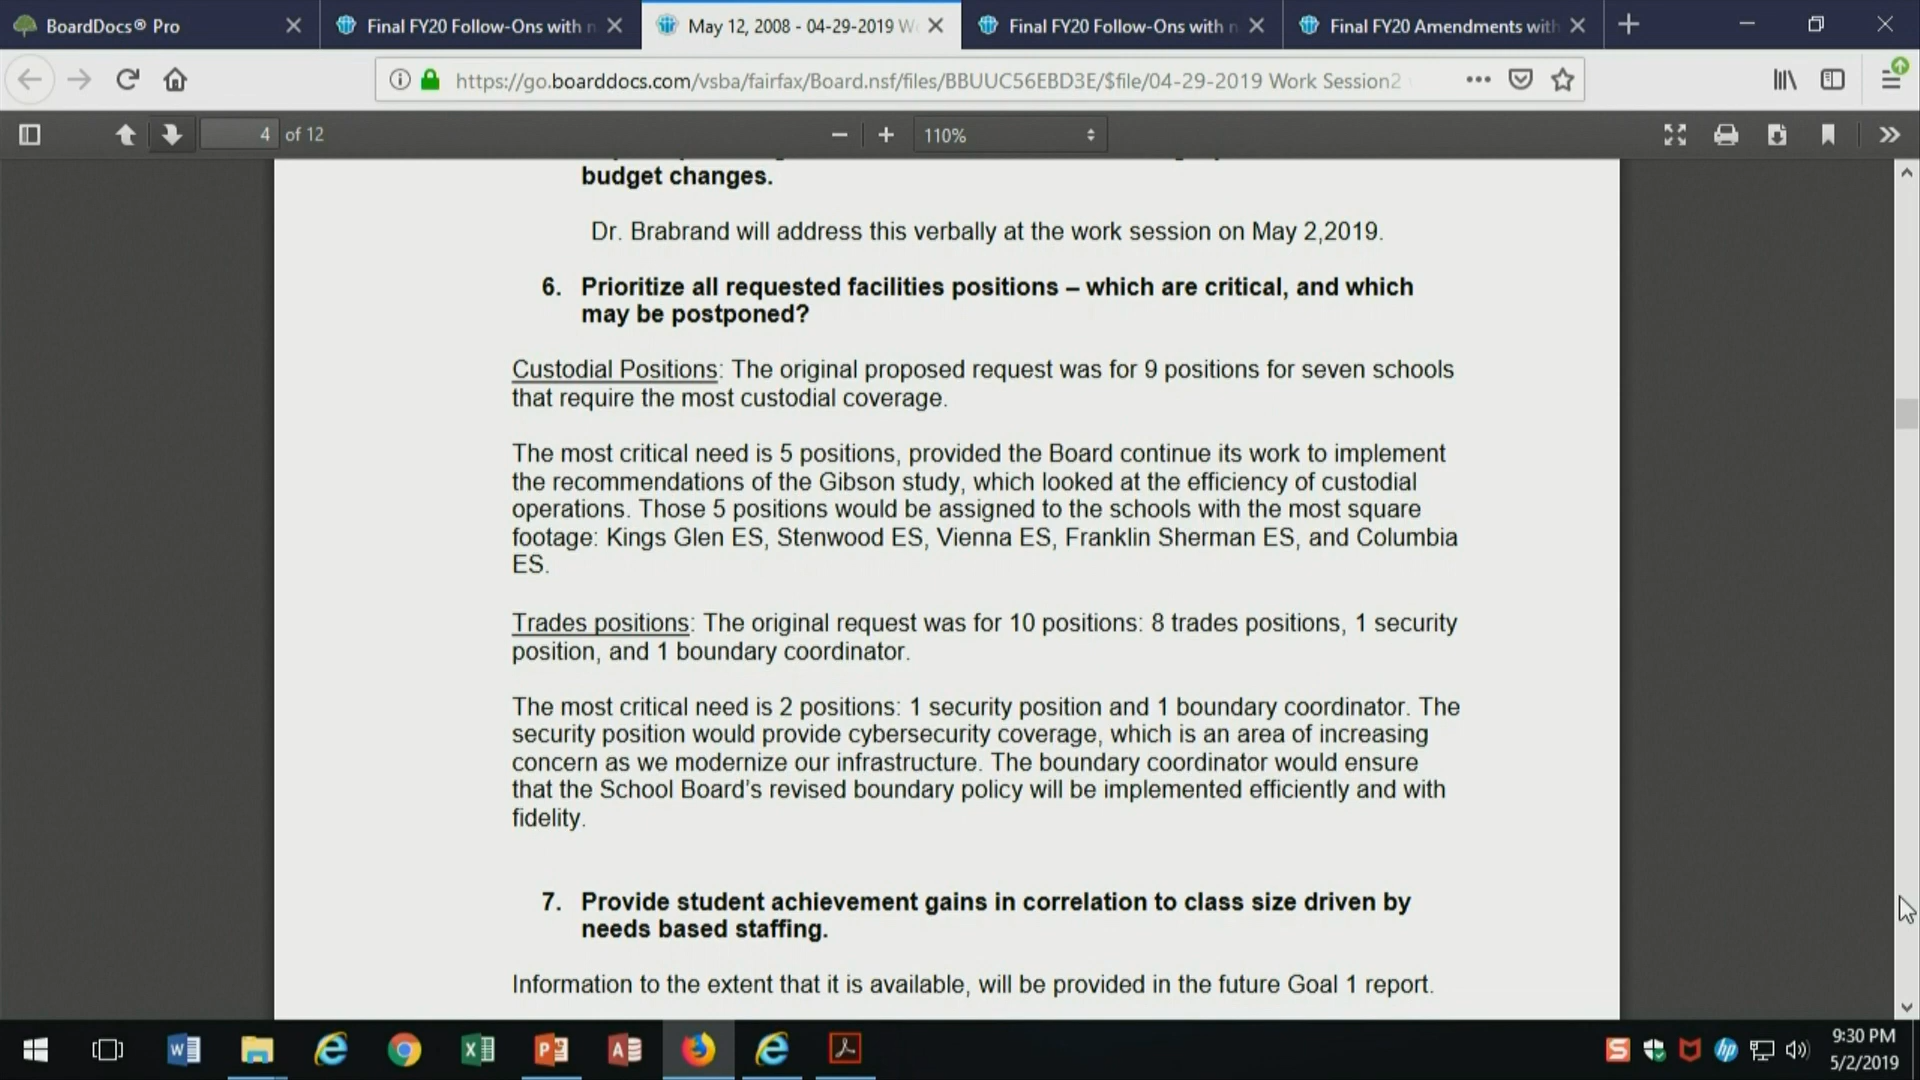 BoardDocs® Pro
Final FY20 Follow-Ons with
May 12, 2008 - 04-29-2019
Final FY20 Follow-Ons with
Final FY20 Amendments with
https://go.boarddocs.com/vsba/fairfax/Board.nsf/files/BBUUC56EBD3E/$file/04-29-2019 Work Session2
4 of 12
110%
budget changes.
Dr. Brabrand will address this verbally at the work session on May 2,2019.
6. Prioritize all requested facilities positions – which are critical, and which
may be postponed?
Custodial Positions: The original proposed request was for 9 positions for seven schools
that require the most custodial coverage.
The most critical need is 5 positions, provided the Board continue its work to implement
the recommendations of the Gibson study, which looked at the efficiency of custodial
operations. Those 5 positions would be assigned to the schools with the most square
footage: Kings Glen ES, Stenwood ES, Vienna ES, Franklin Sherman ES, and Columbia
ES.
Trades positions: The original request was for 10 positions: 8 trades positions, 1 security
position, and 1 boundary coordinator.
The most critical need is 2 positions: 1 security position and 1 boundary coordinator. The
security position would provide cybersecurity coverage, which is an area of increasing
concern as we modernize our infrastructure. The boundary coordinator would ensure
that the School Board's revised boundary policy will be implemented efficiently and with
fidelity.
7. Provide student achievement gains in correlation to class size driven by
needs based staffing.
Information to the extent that it is available, will be provided in the future Goal 1 report.
9:30 PM
5/2/2019